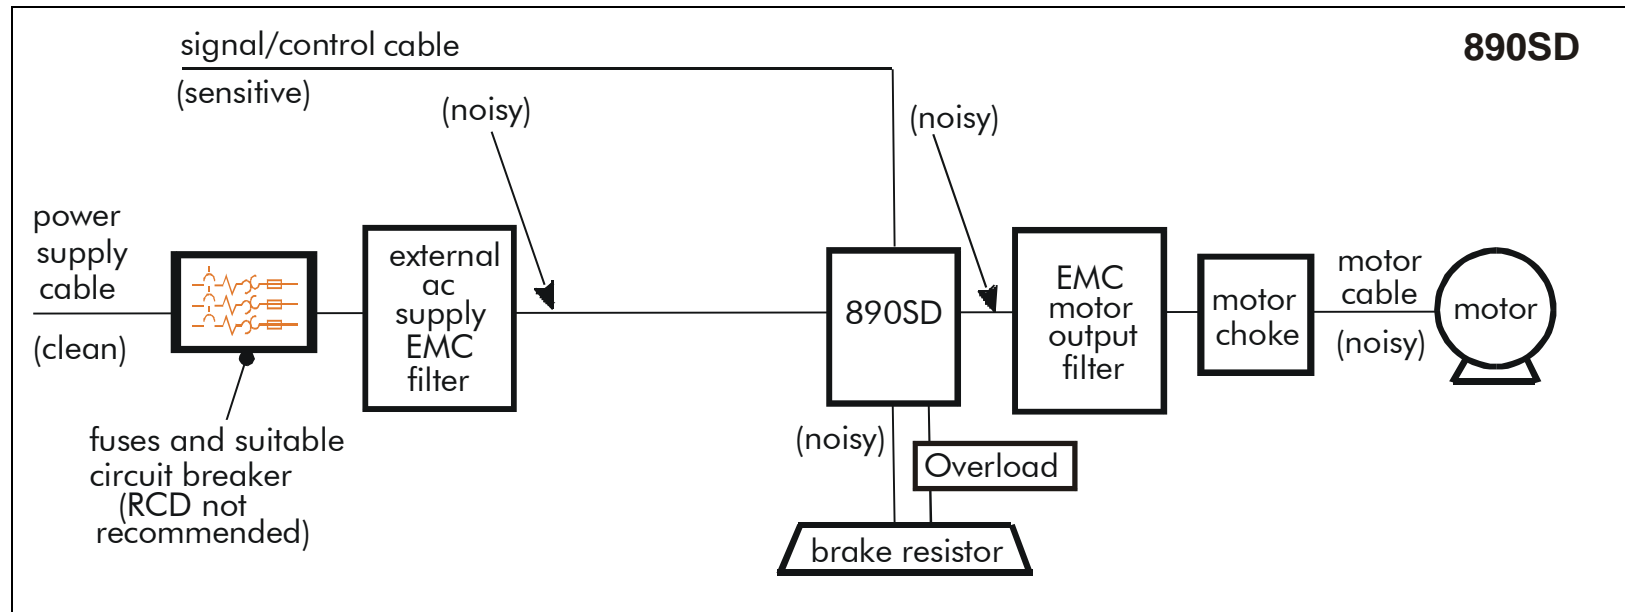 signal/control cable
890SD
(sensitive)
(noisy)
(noisy)
power
supply
cable
(clean)
external
ac
supply
EMC
filter
890SD
EMC
motor
output
filter
motor
choke
motor
cable
(noisy)
motor
fuses and suitable
circuit breaker
(RCD not
recommended)
(noisy)
Overload
brake resistor